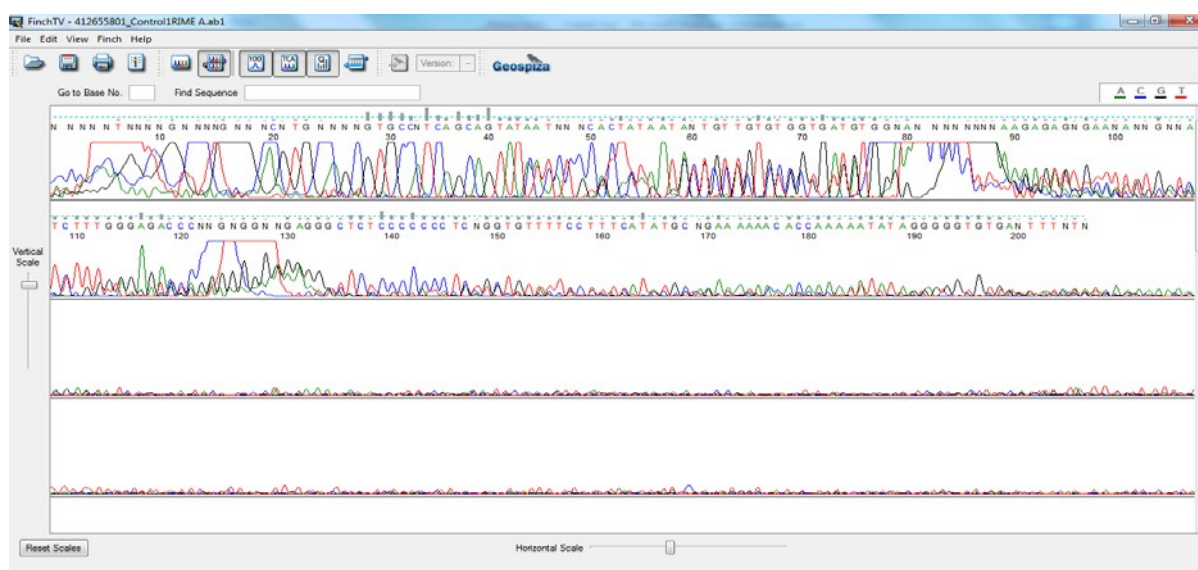 FinchTV - 412655801_Control1RIME A.ab1
File Edit View Finch Help
Version: -
Geospiza
Go to Base No. Find Sequence
A C G T
N N N N N T N N N N G N N N N G N N N C N T G N N N N G T G C C N T C A G C A G T A T A A T N N N C A C T A T A A T A N T G T T G T G T G G T G A T G T G G N A N N N N N N N A A G A G A G N G A A N A N N G N N A
10 20 30 40 50 60 70 80 90 100
T C T T T G G G A G A C C C N N G N G G N N G A G G G C T C T C C C C C C C T C N G G T G T T T T C C T T T C A T A T G C N G A A A A A A C A C C A A A A A T A T A G G G G G T G T G A N T T T T N T N
110 120 130 140 150 160 170 180 190 200
Vertical
Scale
Reset Scales
Horizontal Scale